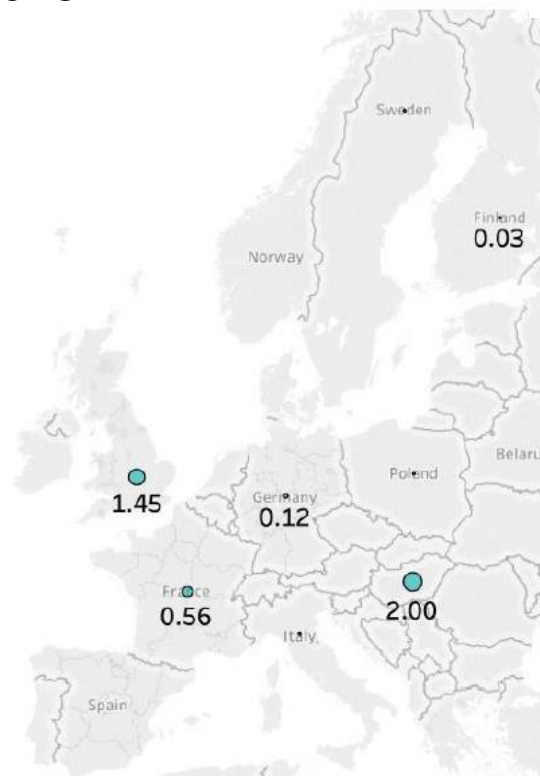 Sweden
Finland
0.03
Norway
Belaru
Poland
1.45
Germany
0.12
France
0.56
2.00
Italy
Spain